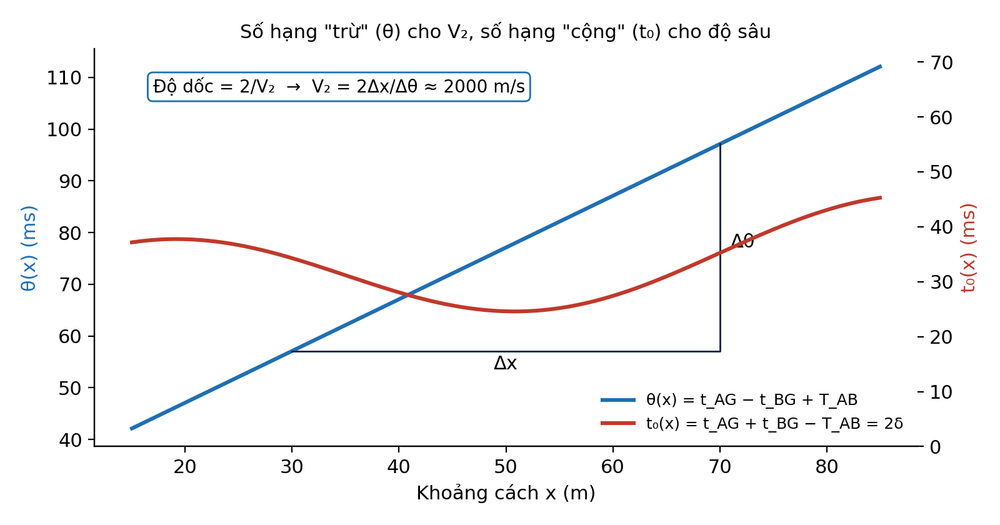 Số hạng "trừ" (θ) cho V₂, số hạng "cộng" (t₀) cho độ sâu
Độ dốc = 2/V₂ → V₂ = 2Δx/Δθ ≈ 2000 m/s
110
100
90
80
70
60
50
40
θ(x) (ms)
70
60
50
40
30
20
10
0
t₀(x) (ms)
Δθ
Δx
θ(x) = t_AG − t_BG + T_AB
t₀(x) = t_AG + t_BG − T_AB = 2δ
20 30 40 50 60 70 80
Khoảng cách x (m)